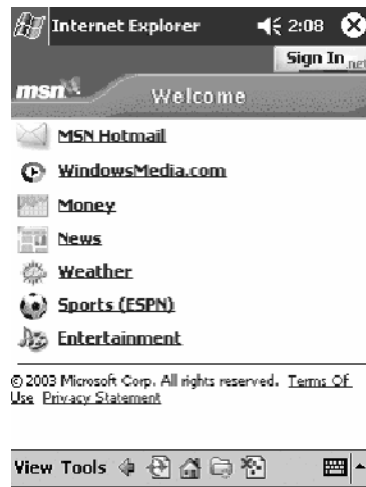 Internet Explorer 2:08
Sign In .net
msn Welcome
MSN Hotmail
WindowsMedia.com
Money
News
Weather
Sports (ESPN)
Entertainment
© 2003 Microsoft Corp. All rights reserved. Terms Of
Use Privacy Statement
View Tools